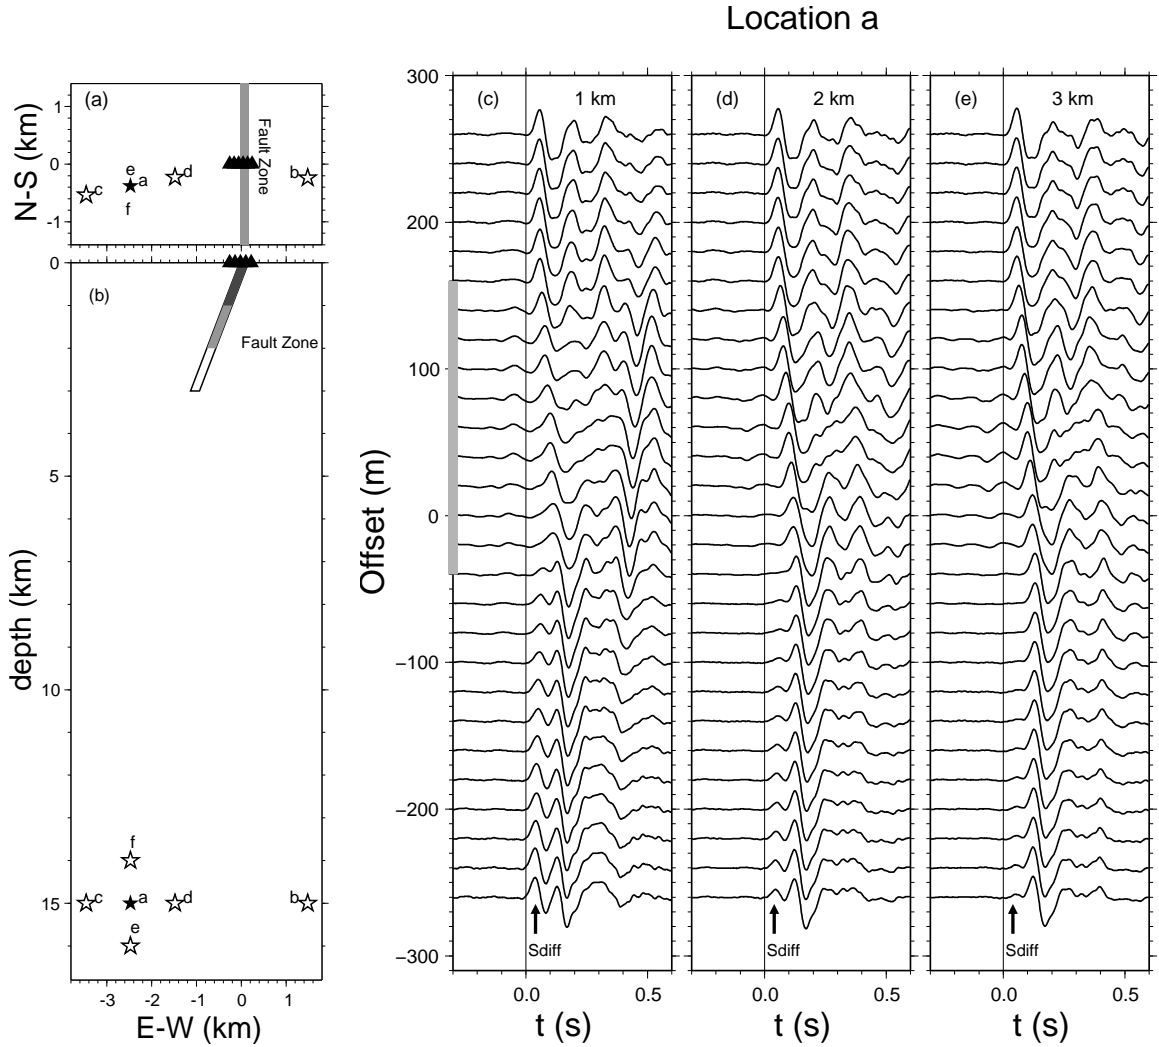 Location a
(a)
1
0
-1
N-S (km)
Fault Zone
e
a
d
b
c
f
(b)
0
5
10
15
depth (km)
Fault Zone
f
c
a
d
b
e
-3
-2
-1
0
1
E-W (km)
300
200
100
0
−100
−200
−300
Offset (m)
(c)
1 km
(d)
2 km
(e)
3 km
Sdiff
Sdiff
Sdiff
0.0
0.5
0.0
0.5
0.0
0.5
t (s)
t (s)
t (s)